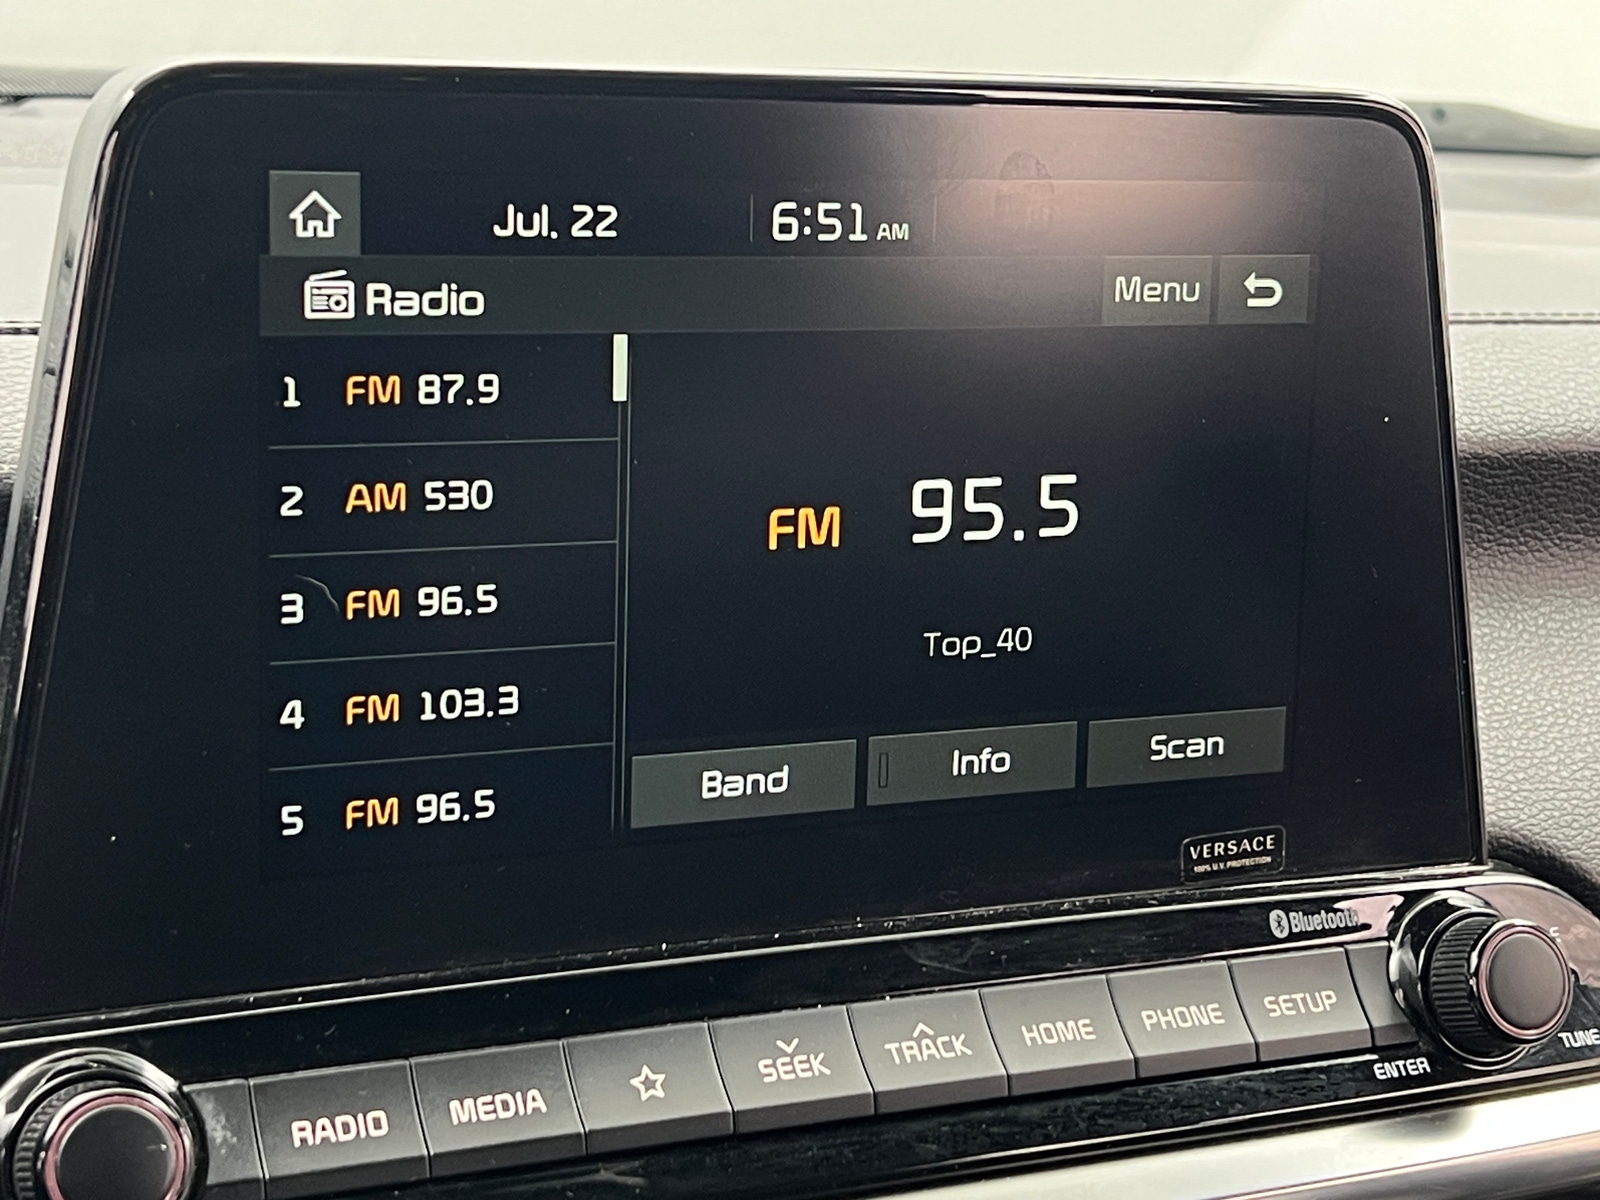 Jul. 22 6:51 AM
Radio Menu
1 FM 87.9
2 AM 530
3 FM 96.5
4 FM 103.3
5 FM 96.5
FM 95.5
Top_40
Band Info Scan
VERSACE
100% U.V. PROTECTION
Bluetooth
RADIO MEDIA SEEK TRACK HOME PHONE SETUP
ENTER
TUNE